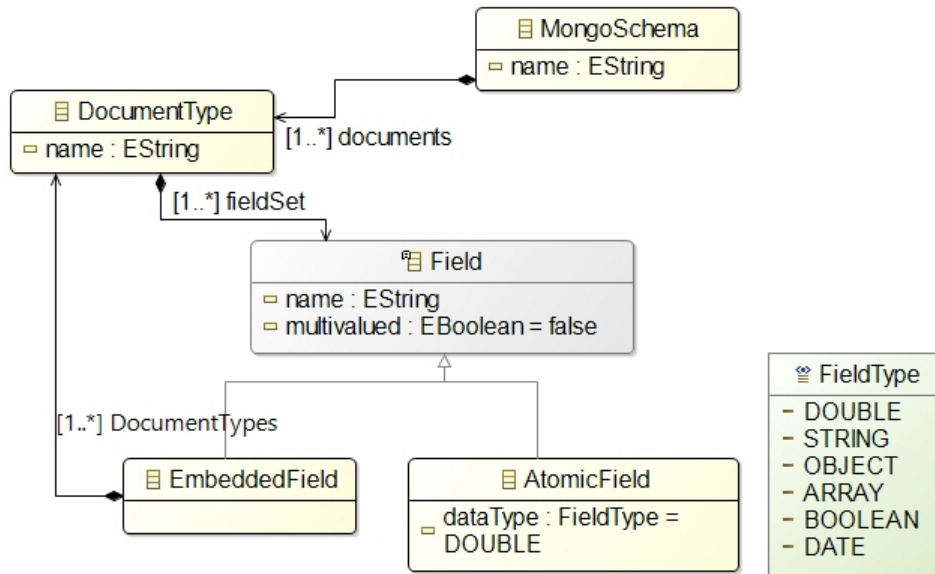 MongoSchema
name : EString
DocumentType
name : EString
[1..*] documents
[1..*] fieldSet
Field
name : EString
multivalued : EBoolean = false
[1..*] DocumentTypes
EmbeddedField
AtomicField
dataType : FieldType =
DOUBLE
FieldType
DOUBLE
STRING
OBJECT
ARRAY
BOOLEAN
DATE